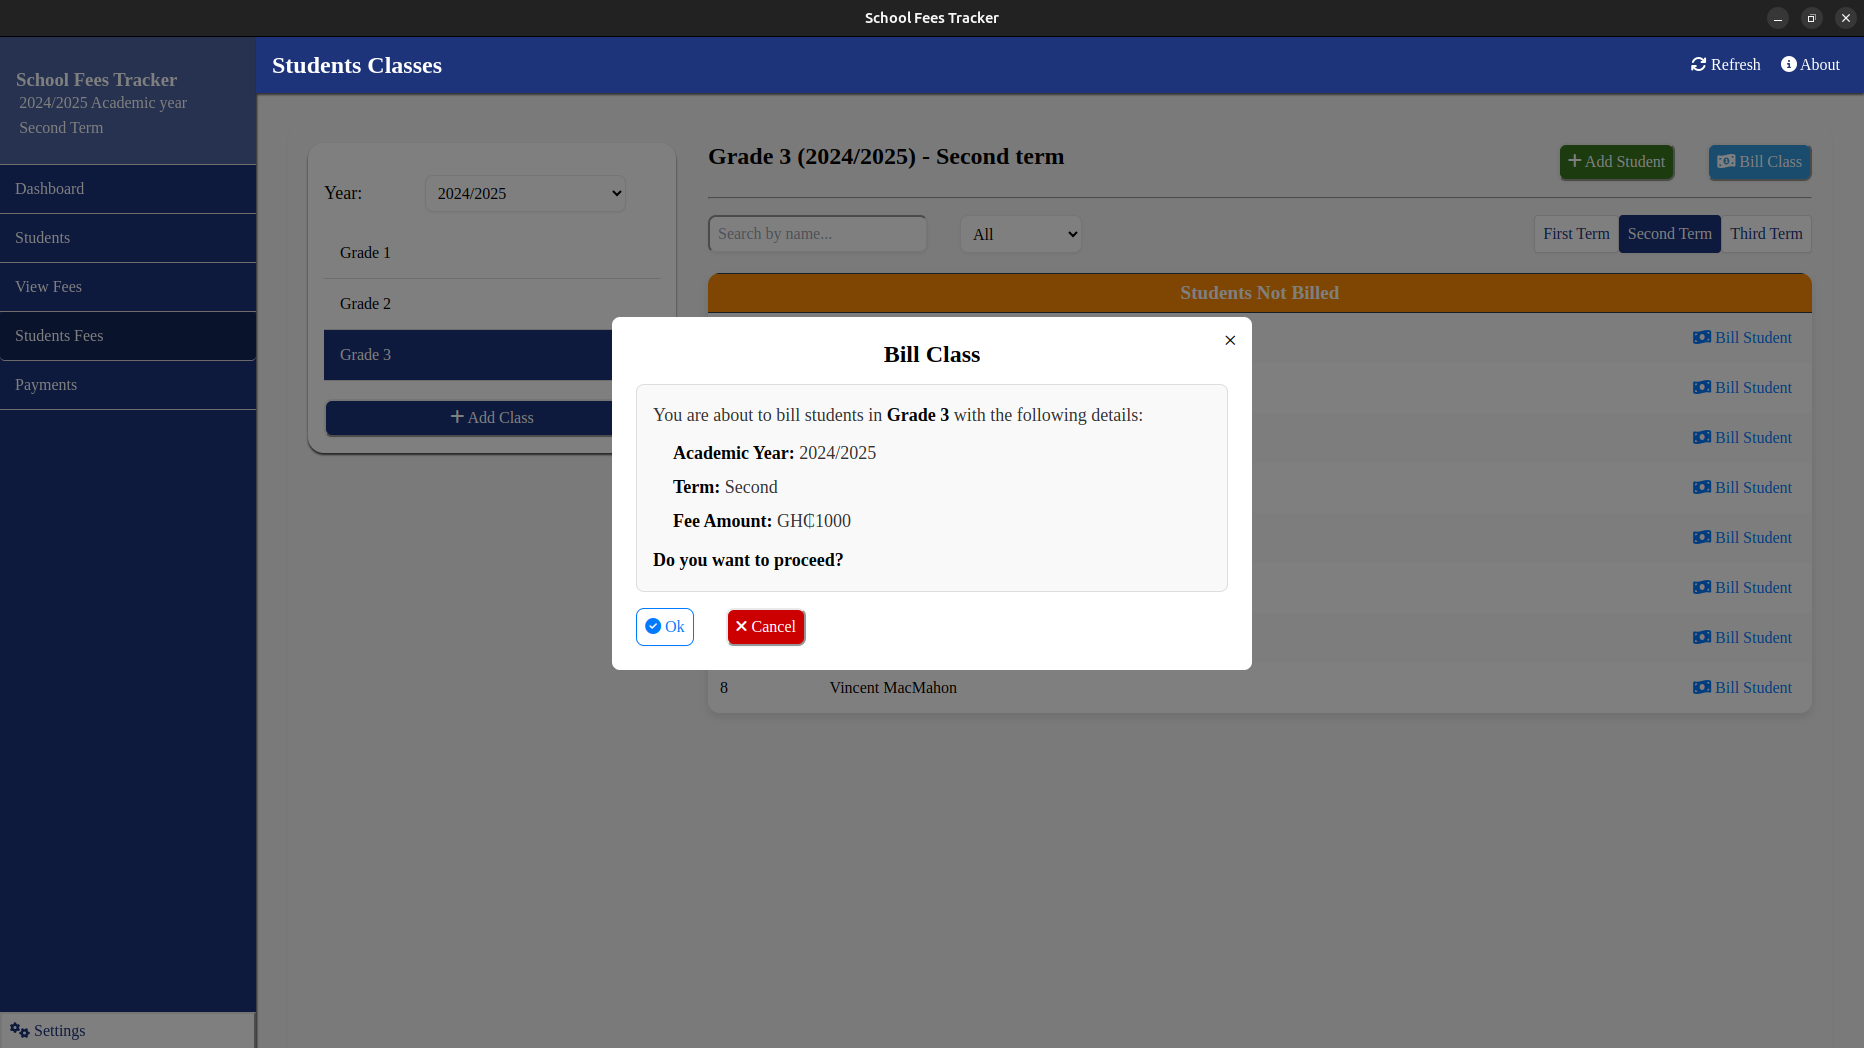 School Fees Tracker
School Fees Tracker
2024/2025 Academic year
Second Term
Dashboard
Students
View Fees
Students Fees
Payments
Settings
Students Classes
Refresh
About
Year:
2024/2025
Grade 1
Grade 2
Grade 3
Add Class
Grade 3 (2024/2025) - Second term
Add Student
Bill Class
Search by name...
All
First Term
Second Term
Third Term
Students Not Billed
Bill Student
Bill Student
Bill Student
Bill Student
Bill Student
Bill Student
Bill Student
8 Vincent MacMahon Bill Student
Bill Class
You are about to bill students in Grade 3 with the following details:
Academic Year: 2024/2025
Term: Second
Fee Amount: GH₵1000
Do you want to proceed?
Ok
Cancel